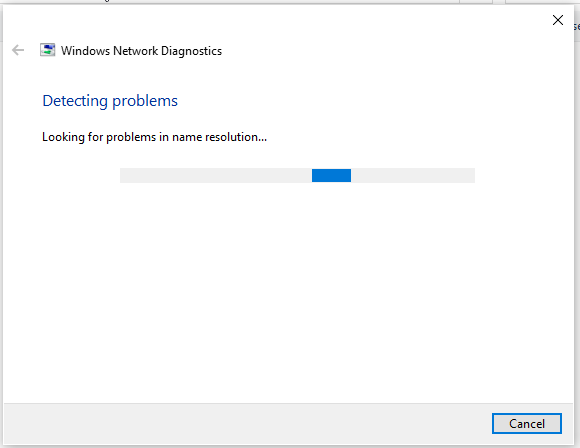 Windows Network Diagnostics
Detecting problems
Looking for problems in name resolution...
Cancel